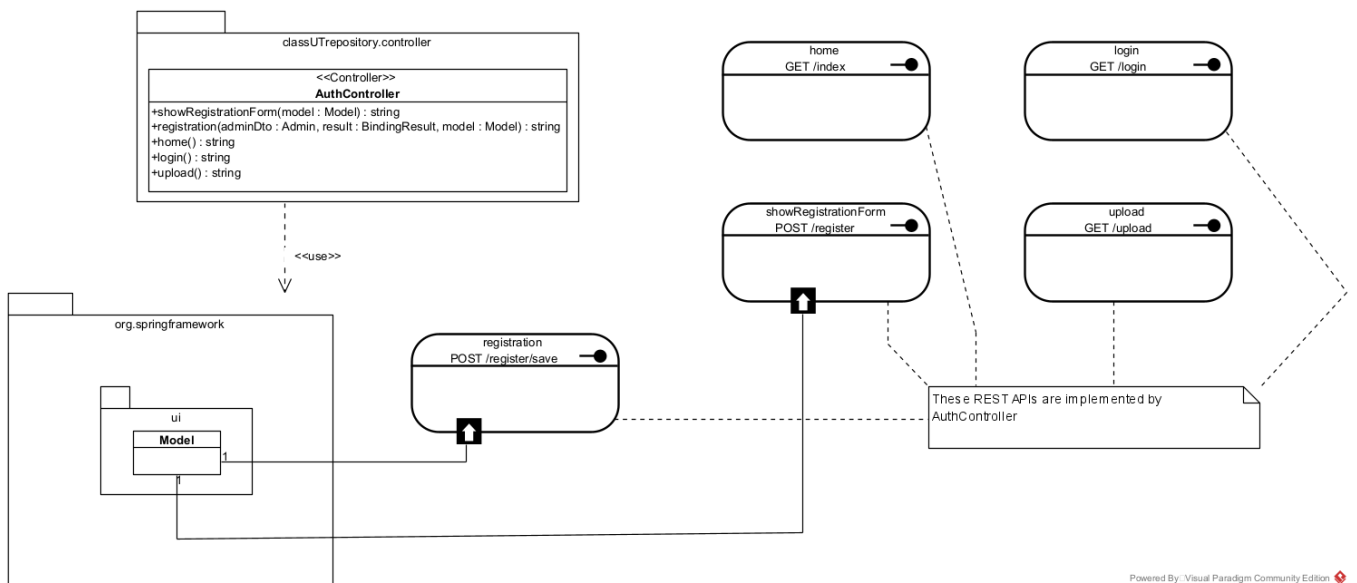 classUTrepository.controller
<<Controller>>
AuthController
+showRegistrationForm(model : Model) : string
+registration(adminDto : Admin, result : BindingResult, model : Model) : string
+home() : string
+login() : string
+upload() : string
<<use>>
home
GET /index
login
GET /login
showRegistrationForm
POST /register
upload
GET /upload
org.springframework
ui
Model
1
1
registration
POST /register/save
These REST APIs are implemented by
AuthController
Powered By Visual Paradigm Community Edition